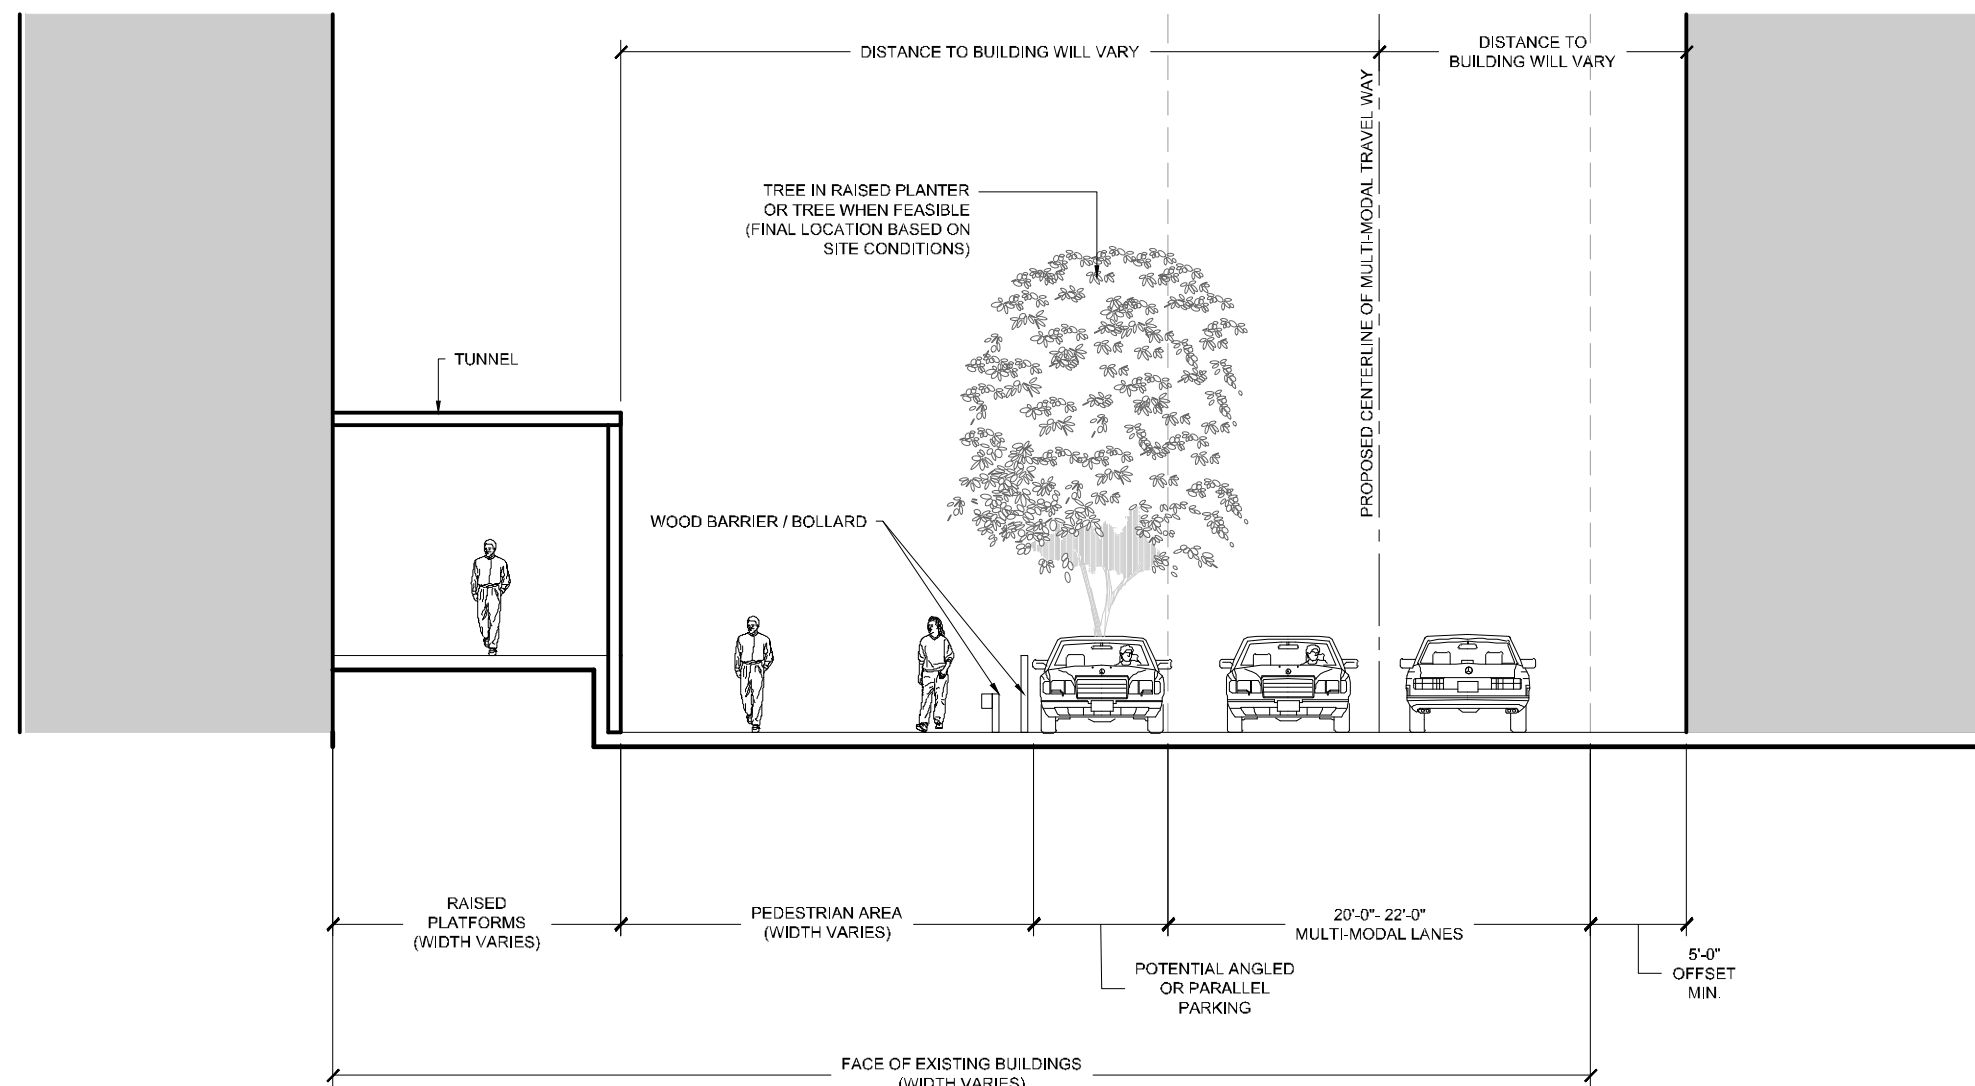 DISTANCE TO BUILDING WILL VARY
DISTANCE TO
BUILDING WILL VARY
PROPOSED CENTERLINE OF MULTI-MODAL TRAVEL WAY
TREE IN RAISED PLANTER
OR TREE WHEN FEASIBLE
(FINAL LOCATION BASED ON
SITE CONDITIONS)
TUNNEL
WOOD BARRIER / BOLLARD
RAISED
PLATFORMS
(WIDTH VARIES)
PEDESTRIAN AREA
(WIDTH VARIES)
20'-0"- 22'-0"
MULTI-MODAL LANES
5'-0"
OFFSET
MIN.
POTENTIAL ANGLED
OR PARALLEL
PARKING
FACE OF EXISTING BUILDINGS
(WIDTH VARIES)